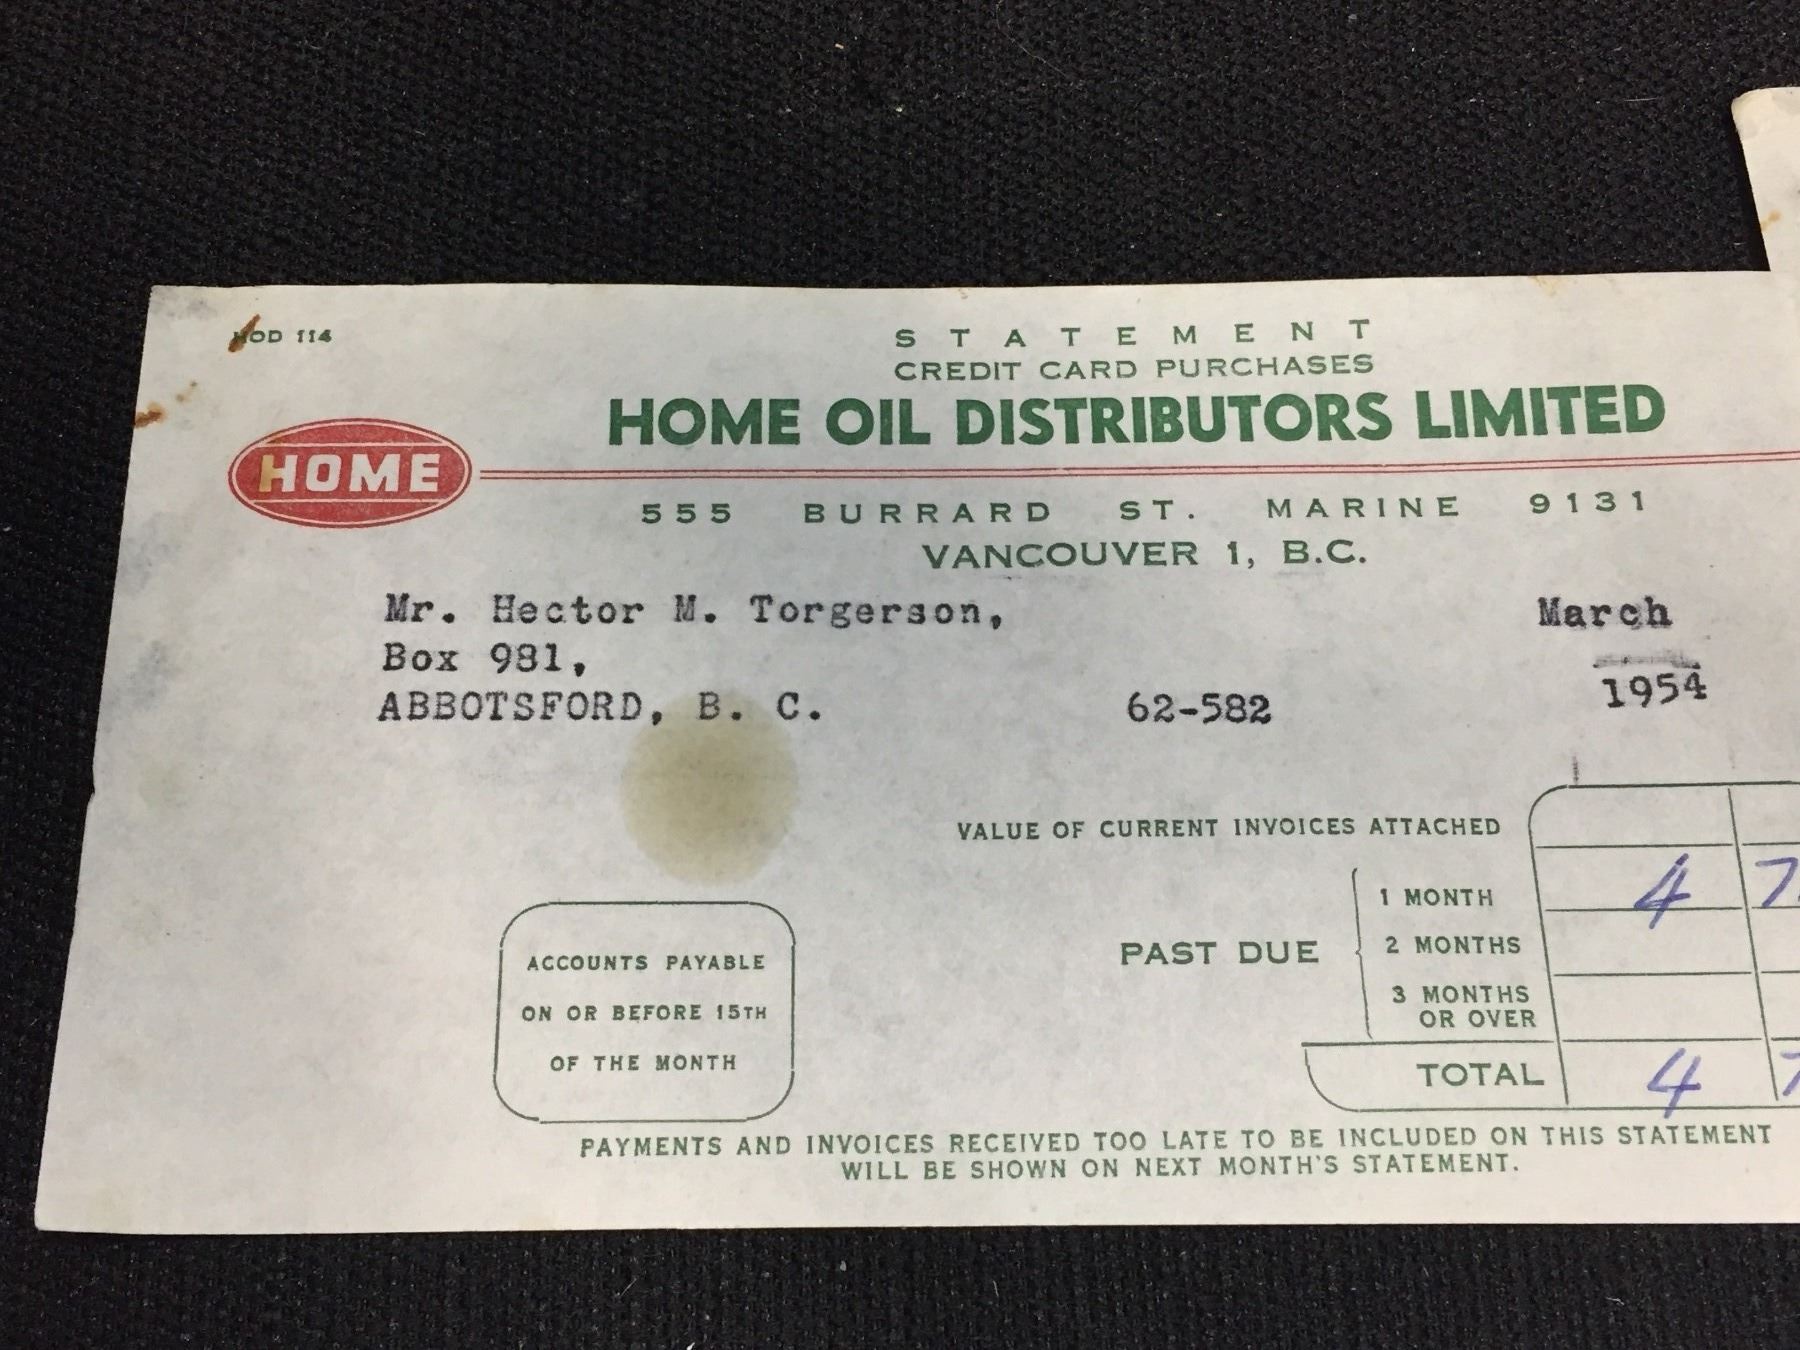 HOD 114
STATEMENT
CREDIT CARD PURCHASES
HOME OIL DISTRIBUTORS LIMITED
HOME
555 BURRARD ST. MARINE 9131
VANCOUVER 1, B.C.
Mr. Hector M. Torgerson,
March
Box 981,
1954
ABBOTSFORD, B. C.
62-582
VALUE OF CURRENT INVOICES ATTACHED
1 MONTH 4 7
PAST DUE
2 MONTHS
3 MONTHS
OR OVER
TOTAL 4 7
ACCOUNTS PAYABLE
ON OR BEFORE 15TH
OF THE MONTH
PAYMENTS AND INVOICES RECEIVED TOO LATE TO BE INCLUDED ON THIS STATEMENT
WILL BE SHOWN ON NEXT MONTH'S STATEMENT.